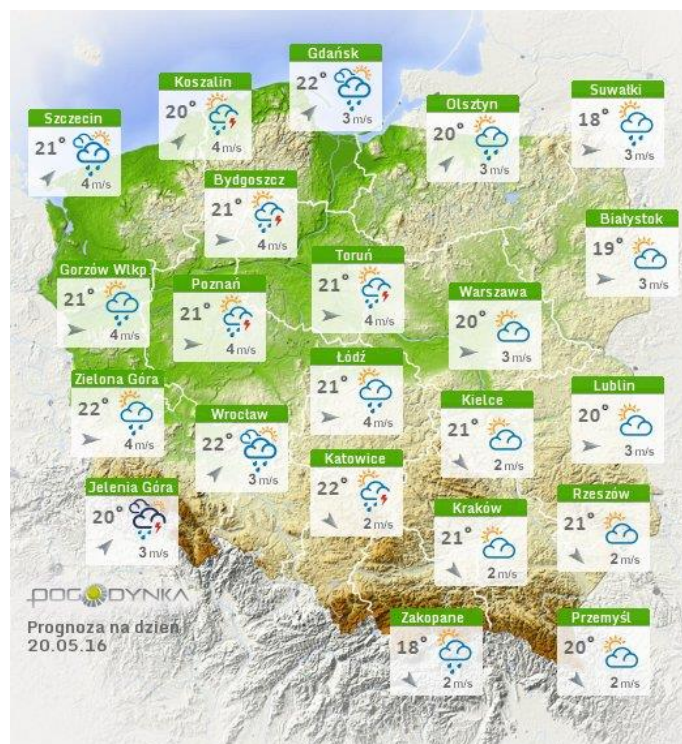 Gdańsk
22°
3 m/s
Koszalin
20°
4 m/s
Suwałki
18°
3 m/s
Olsztyn
20°
3 m/s
Szczecin
21°
4 m/s
Bydgoszcz
21°
4 m/s
Białystok
19°
3 m/s
Toruń
21°
4 m/s
Gorzów Wlkp
21°
4 m/s
Poznań
21°
4 m/s
Warszawa
20°
3 m/s
Łódź
21°
4 m/s
Zielona Góra
22°
4 m/s
Lublin
20°
3 m/s
Kielce
21°
2 m/s
Wrocław
22°
3 m/s
Katowice
22°
2 m/s
Jelenia Góra
20°
3 m/s
Rzeszów
21°
2 m/s
Kraków
21°
2 m/s
POGODYNKA
Prognoza na dzień
20.05.16
Zakopane
18°
2 m/s
Przemyśl
20°
2 m/s